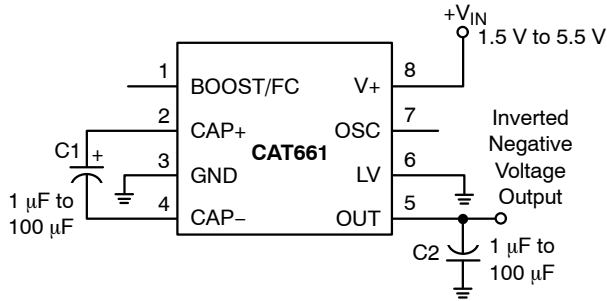 +VIN
1.5 V to 5.5 V
1
BOOST/FC
V+
8
2
CAP+
OSC
7
C1
+
CAT661
3
GND
LV
6
1 μF to
100 μF
4
CAP−
OUT
5
Inverted
Negative
Voltage
Output
C2
1 μF to
100 μF